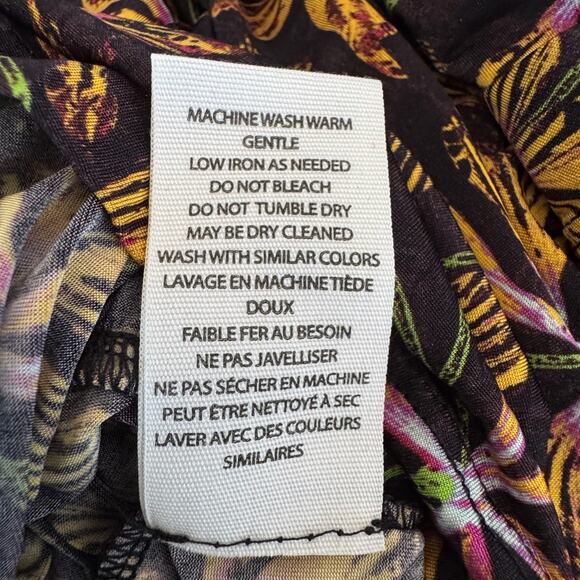 MACHINE WASH WARM
GENTLE
LOW IRON AS NEEDED
DO NOT BLEACH
DO NOT TUMBLE DRY
MAY BE DRY CLEANED
WASH WITH SIMILAR COLORS
LAVAGE EN MACHINE TIÈDE
DOUX
FAIBLE FER AU BESOIN
NE PAS JAVELLISER
NE PAS SÉCHER EN MACHINE
PEUT ÊTRE NETTOYÉ À SEC
LAVER AVEC DES COULEURS
SIMILAIRES